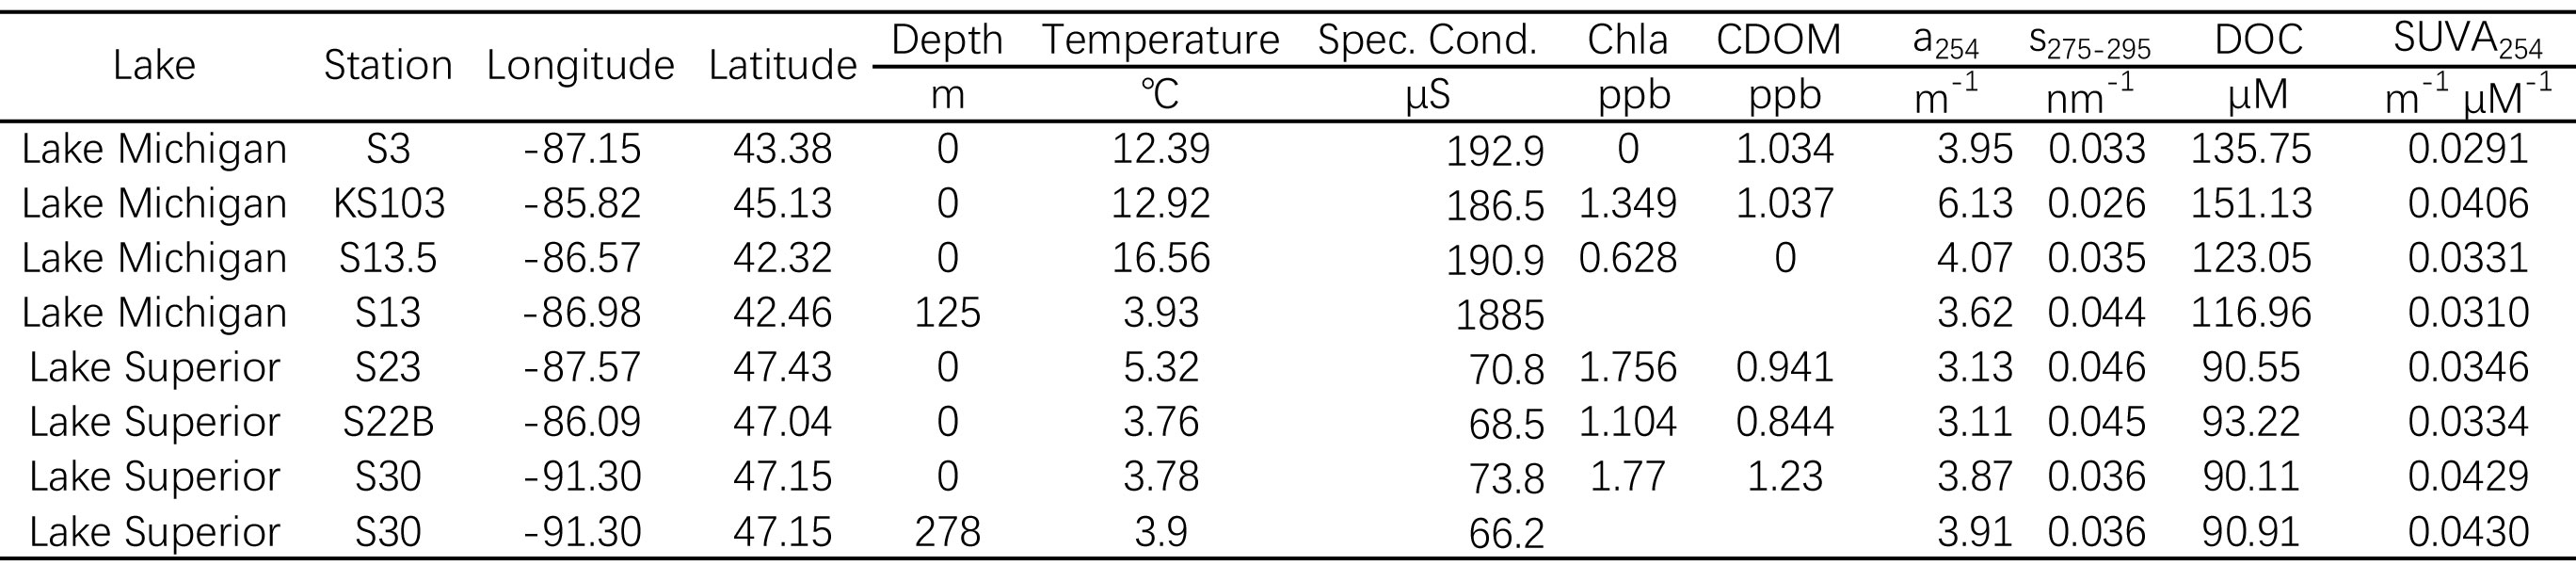 Lake Station Longitude Latitude Depth Temperature Spec. Cond. Chla CDOM a254 s275-295 DOC SUVA254
m ℃ µS ppb ppb m-1 nm-1 µM m-1 µM-1
Lake Michigan S3 -87.15 43.38 0 12.39 192.9 0 1.034 3.95 0.033 135.75 0.0291
Lake Michigan KS103 -85.82 45.13 0 12.92 186.5 1.349 1.037 6.13 0.026 151.13 0.0406
Lake Michigan S13.5 -86.57 42.32 0 16.56 190.9 0.628 0 4.07 0.035 123.05 0.0331
Lake Michigan S13 -86.98 42.46 125 3.93 1885 3.62 0.044 116.96 0.0310
Lake Superior S23 -87.57 47.43 0 5.32 70.8 1.756 0.941 3.13 0.046 90.55 0.0346
Lake Superior S22B -86.09 47.04 0 3.76 68.5 1.104 0.844 3.11 0.045 93.22 0.0334
Lake Superior S30 -91.30 47.15 0 3.78 73.8 1.77 1.23 3.87 0.036 90.11 0.0429
Lake Superior S30 -91.30 47.15 278 3.9 66.2 3.91 0.036 90.91 0.0430